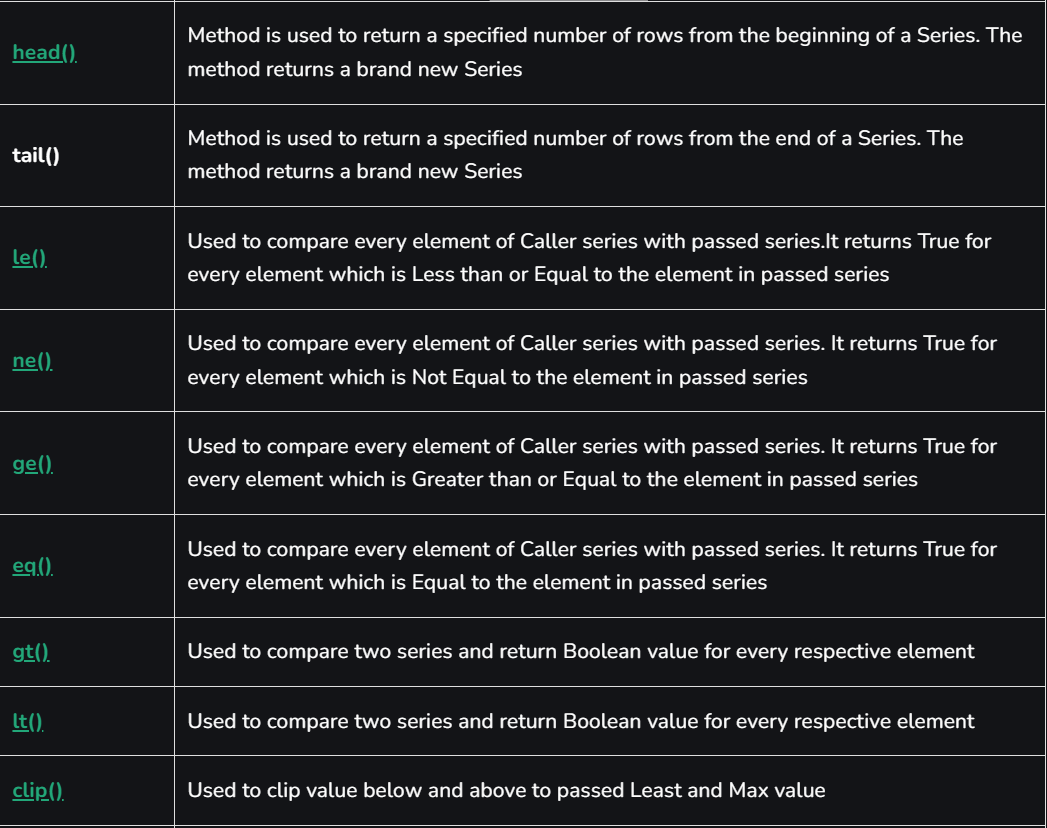 head()
Method is used to return a specified number of rows from the beginning of a Series. The
method returns a brand new Series
tail()
Method is used to return a specified number of rows from the end of a Series. The
method returns a brand new Series
le()
Used to compare every element of Caller series with passed series.It returns True for
every element which is Less than or Equal to the element in passed series
ne()
Used to compare every element of Caller series with passed series. It returns True for
every element which is Not Equal to the element in passed series
ge()
Used to compare every element of Caller series with passed series. It returns True for
every element which is Greater than or Equal to the element in passed series
eq()
Used to compare every element of Caller series with passed series. It returns True for
every element which is Equal to the element in passed series
gt()
Used to compare two series and return Boolean value for every respective element
lt()
Used to compare two series and return Boolean value for every respective element
clip()
Used to clip value below and above to passed Least and Max value